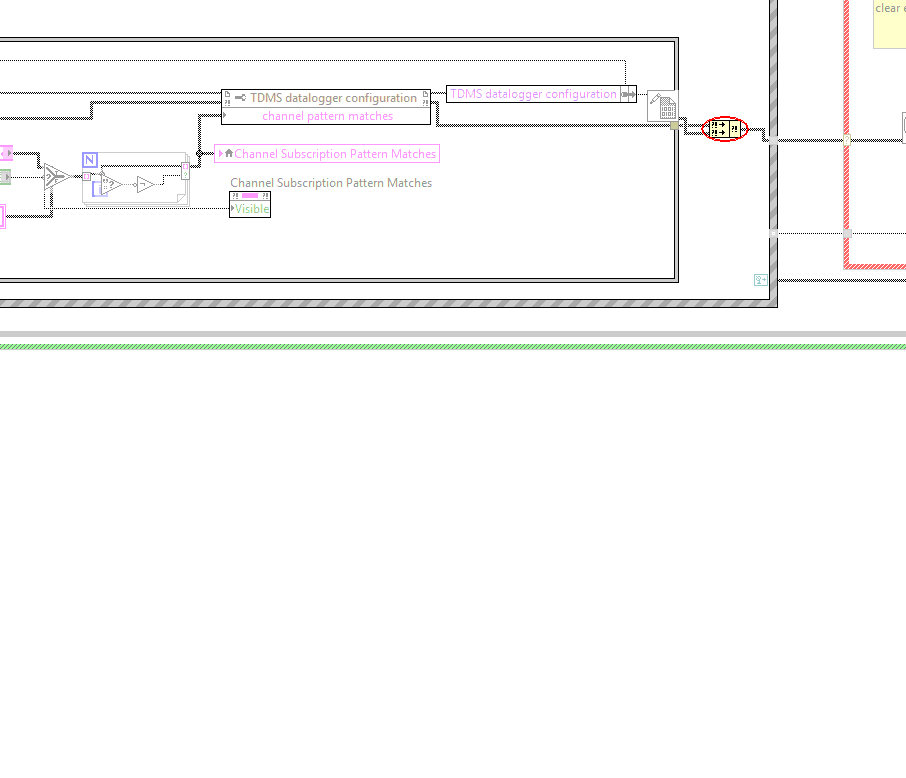 clear
TDMS datalogger configuration
TDMS datalogger configuration
channel pattern matches
N
Channel Subscription Pattern Matches
Channel Subscription Pattern Matches
Visible